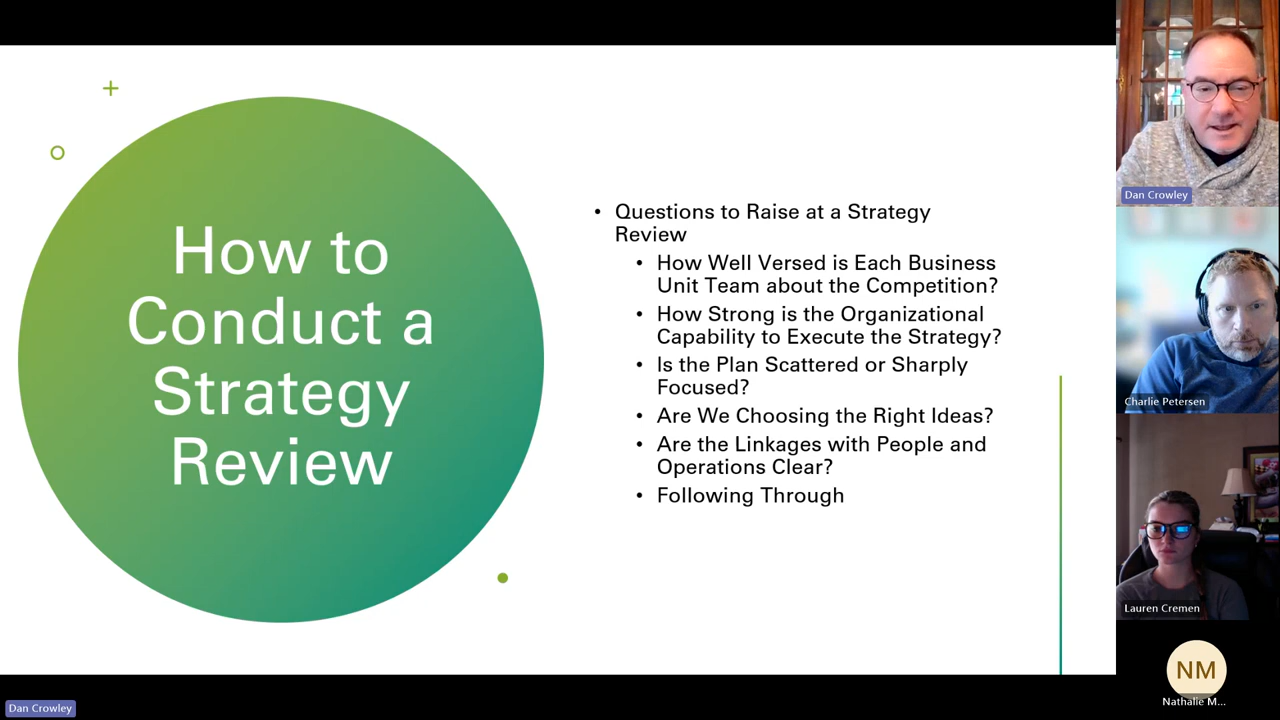 How to
Conduct a
Strategy
Review
• Questions to Raise at a Strategy
Review
• How Well Versed is Each Business
Unit Team about the Competition?
• How Strong is the Organizational
Capability to Execute the Strategy?
• Is the Plan Scattered or Sharply
Focused?
• Are We Choosing the Right Ideas?
• Are the Linkages with People and
Operations Clear?
• Following Through
Dan Crowley
Charlie Petersen
Lauren Cremen
NM
Nathalie M...
Dan Crowley